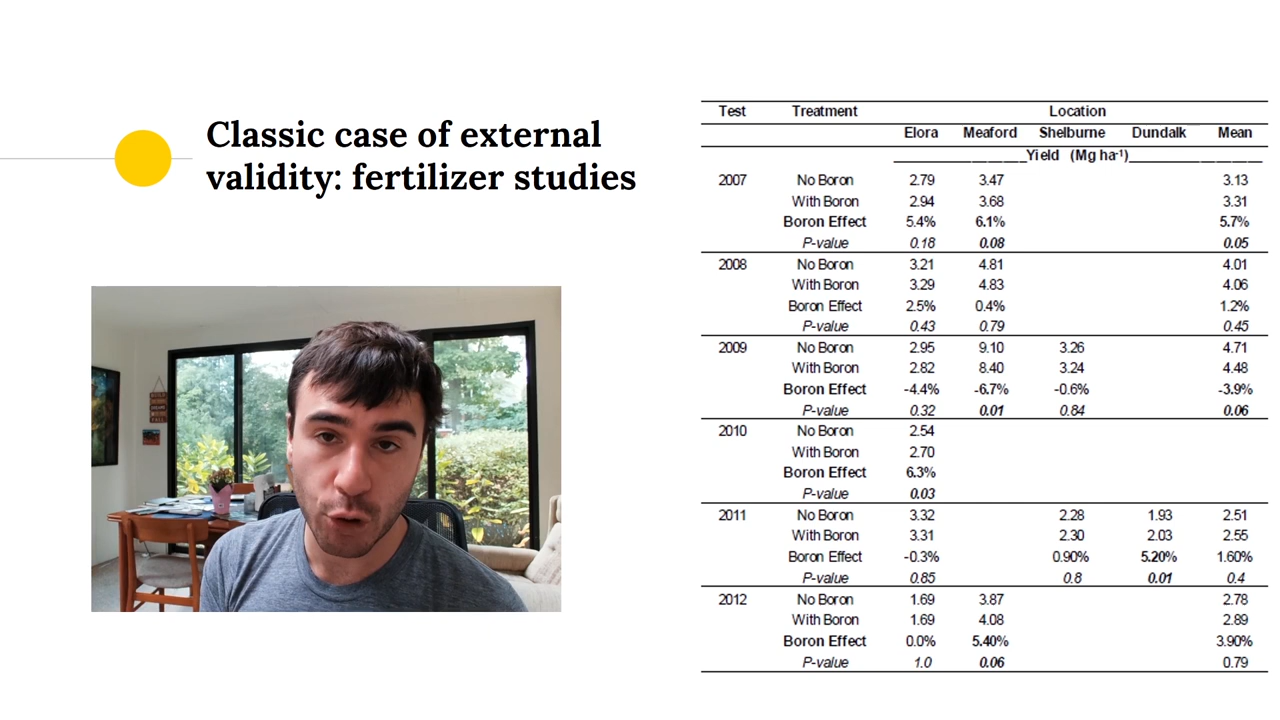 Classic case of external
validity: fertilizer studies
Test Treatment Location
Elora Meaford Shelburne Dundalk Mean
Yield (Mg ha-1)
2007 No Boron 2.79 3.47 3.13
With Boron 2.94 3.68 3.31
Boron Effect 5.4% 6.1% 5.7%
P-value 0.18 0.08 0.05
2008 No Boron 3.21 4.81 4.01
With Boron 3.29 4.83 4.06
Boron Effect 2.5% 0.4% 1.2%
P-value 0.43 0.79 0.45
2009 No Boron 2.95 9.10 3.26 4.71
With Boron 2.82 8.40 3.24 4.48
Boron Effect -4.4% -6.7% -0.6% -3.9%
P-value 0.32 0.01 0.84 0.06
2010 No Boron 2.54
With Boron 2.70
Boron Effect 6.3%
P-value 0.03
2011 No Boron 3.32 2.28 1.93 2.51
With Boron 3.31 2.30 2.03 2.55
Boron Effect -0.3% 0.90% 5.20% 1.60%
P-value 0.85 0.8 0.01 0.4
2012 No Boron 1.69 3.87 2.78
With Boron 1.69 4.08 2.89
Boron Effect 0.0% 5.40% 3.90%
P-value 1.0 0.06 0.79